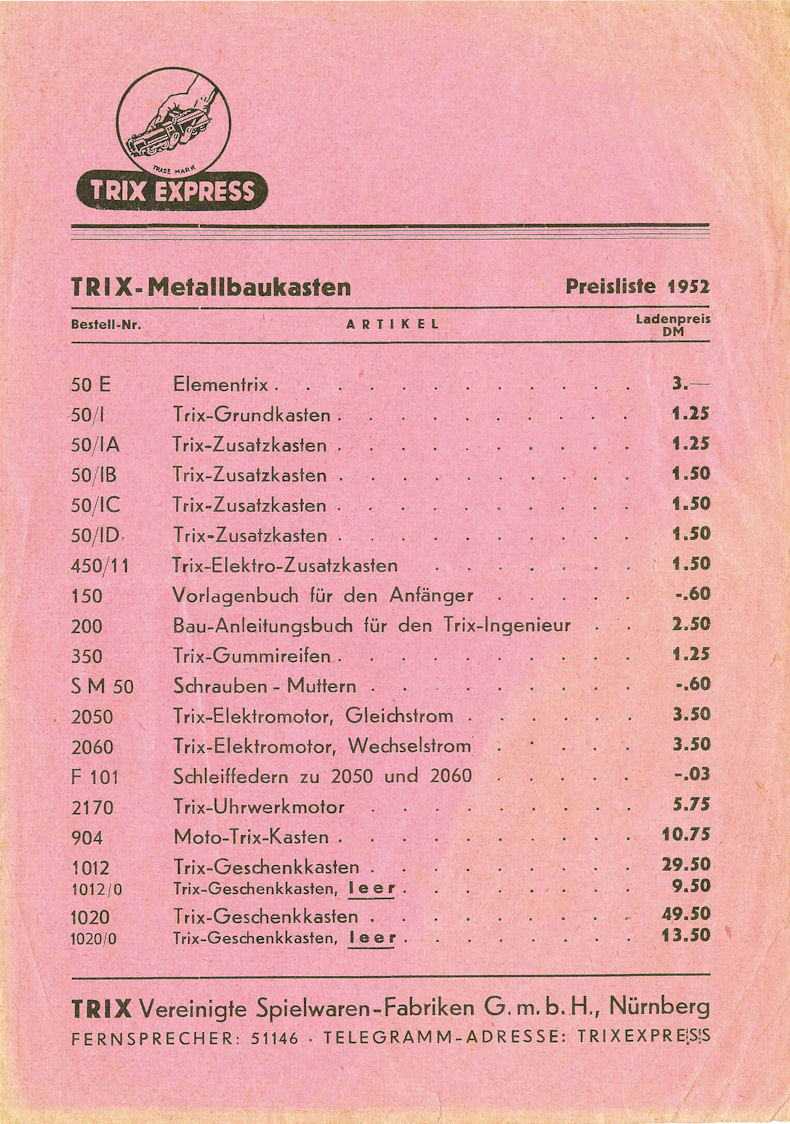 TRADE MARK
TRIX EXPRESS
TRIX-Metallbaukasten Preisliste 1952
Bestell-Nr. ARTIKEL Ladenpreis DM
50 E Elementrix . . . . . . . . . . . . . 3.—
50/I Trix-Grundkasten . . . . . . . . . . . 1.25
50/IA Trix-Zusatzkasten . . . . . . . . . . . 1.25
50/IB Trix-Zusatzkasten . . . . . . . . . . . 1.50
50/IC Trix-Zusatzkasten . . . . . . . . . . . 1.50
50/ID Trix-Zusatzkasten . . . . . . . . . . . 1.50
450/11 Trix-Elektro-Zusatzkasten . . . . . . . 1.50
150 Vorlagenbuch für den Anfänger . . . . . -.60
200 Bau-Anleitungsbuch für den Trix-Ingenieur . . 2.50
350 Trix-Gummireifen . . . . . . . . . . . 1.25
S M 50 Schrauben - Muttern . . . . . . . . . -.60
2050 Trix-Elektromotor, Gleichstrom . . . . . . 3.50
2060 Trix-Elektromotor, Wechselstrom . . . . . 3.50
F 101 Schleiffedern zu 2050 und 2060 . . . . . -.03
2170 Trix-Uhrwerkmotor . . . . . . . . . 5.75
904 Moto-Trix-Kasten . . . . . . . . . . . 10.75
1012 Trix-Geschenkkasten . . . . . . . . . 29.50
1012/0 Trix-Geschenkkasten, leer . . . . . . . . 9.50
1020 Trix-Geschenkkasten . . . . . . . . . 49.50
1020/0 Trix-Geschenkkasten, leer . . . . . . . . 13.50
TRIX Vereinigte Spielwaren-Fabriken G.m.b.H., Nürnberg
FERNSPRECHER: 51146 · TELEGRAMM-ADRESSE: TRIXEXPRESS